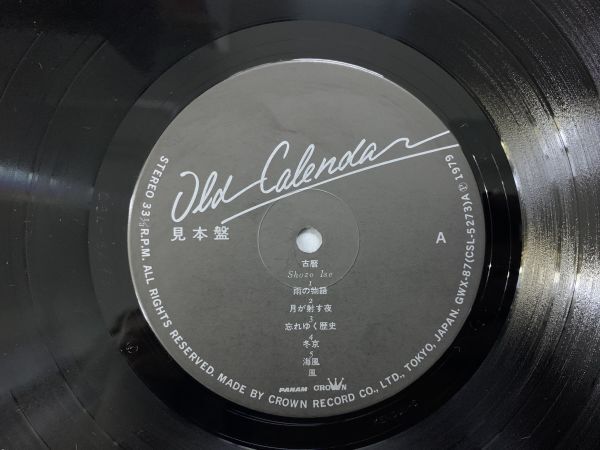 Old Calendar
見本盤
A
古暦
Shozo Ise
1
雨の物語
2
月が射す夜
3
忘れゆく歴史
4
冬京
5
海風
風
PANAM CROWN
STEREO 33⅓ R.P.M. ALL RIGHTS RESERVED. MADE BY CROWN RECORD CO., LTD., TOKYO, JAPAN. GWX-87(CSL-5273)A Ⓟ 1979